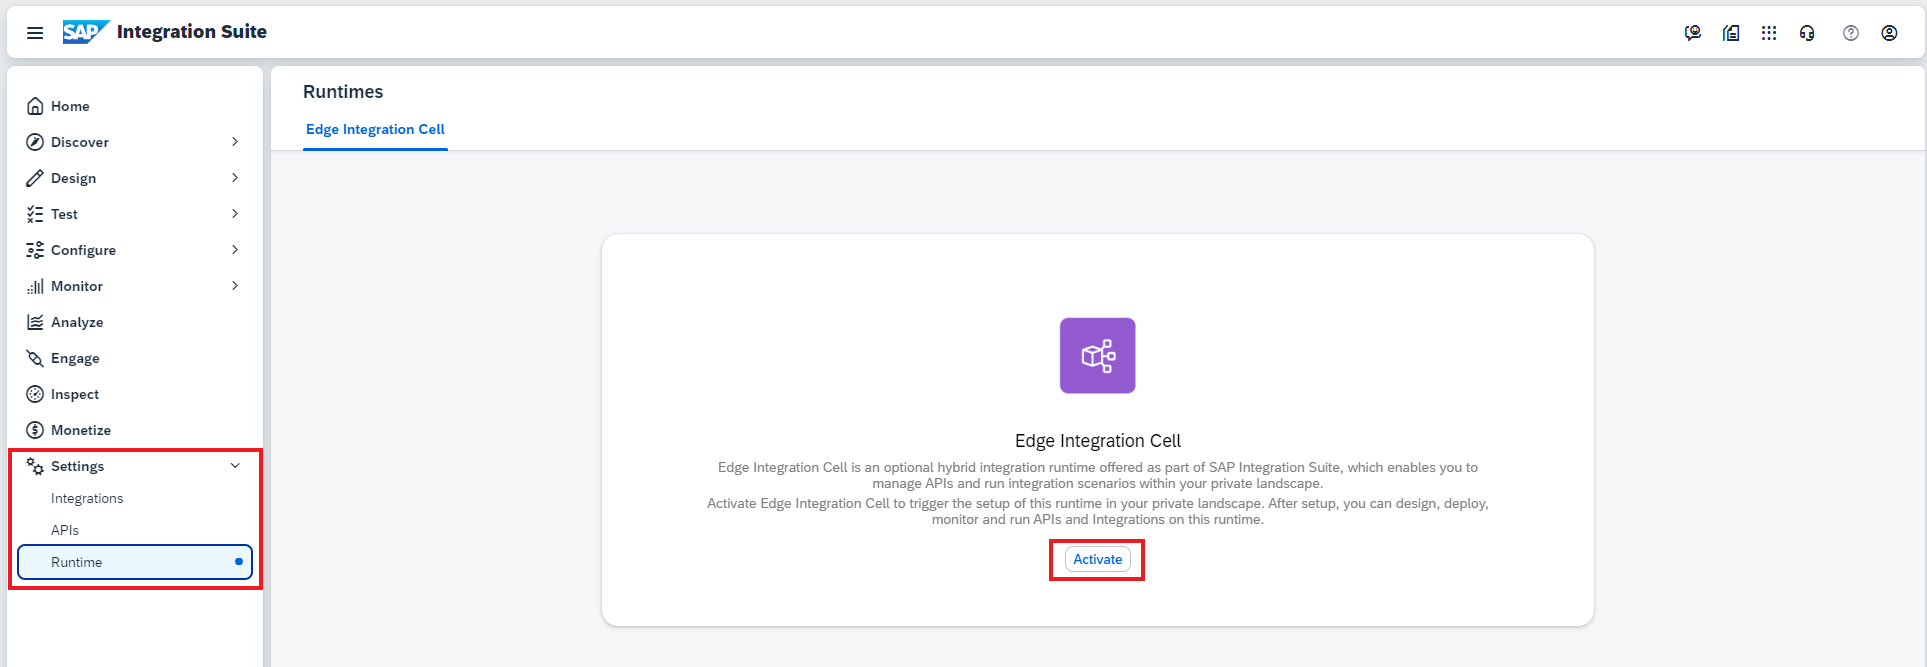 SAP Integration Suite
Home
Discover
Design
Test
Configure
Monitor
Analyze
Engage
Inspect
Monetize
Settings
Integrations
APIs
Runtime
Runtimes
Edge Integration Cell
Edge Integration Cell
Edge Integration Cell is an optional hybrid integration runtime offered as part of SAP Integration Suite, which enables you to
manage APIs and run integration scenarios within your private landscape.
Activate Edge Integration Cell to trigger the setup of this runtime in your private landscape. After setup, you can design, deploy,
monitor and run APIs and Integrations on this runtime.
Activate